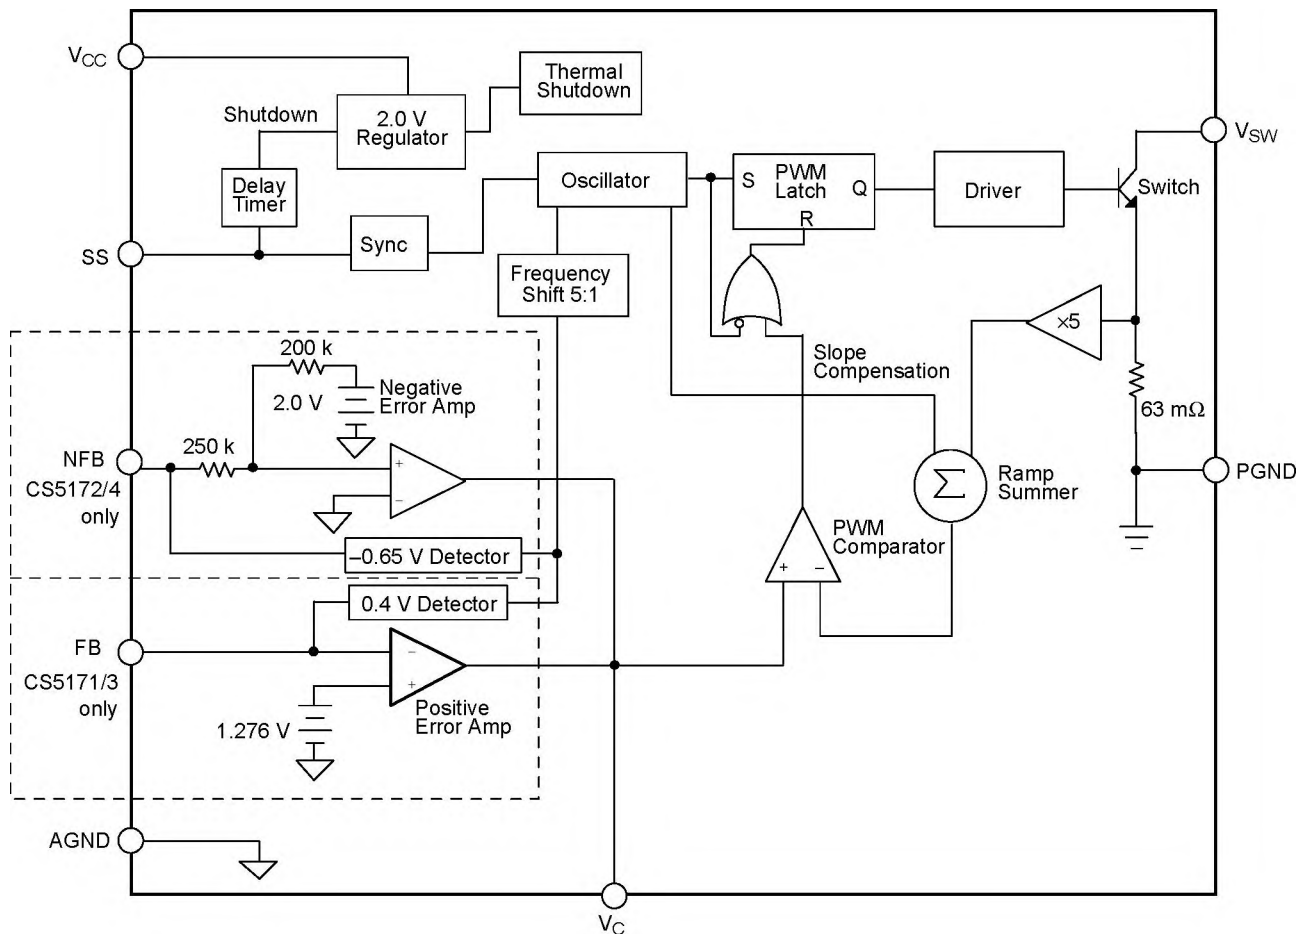 VCC
Thermal
Shutdown
Shutdown
2.0 V
Regulator
VSW
Delay
Timer
Oscillator
S
PWM
Latch
Q
R
Driver
Switch
SS
Sync
Frequency
Shift 5:1
×5
200 k
Slope
Compensation
2.0 V
Negative
Error Amp
63 mΩ
250 k
NFB
CS5172/4
only
+
−
Σ
Ramp
Summer
PGND
PWM
Comparator
−0.65 V Detector
+
−
0.4 V Detector
FB
CS5171/3
only
−
+
Positive
Error Amp
1.276 V
AGND
VC